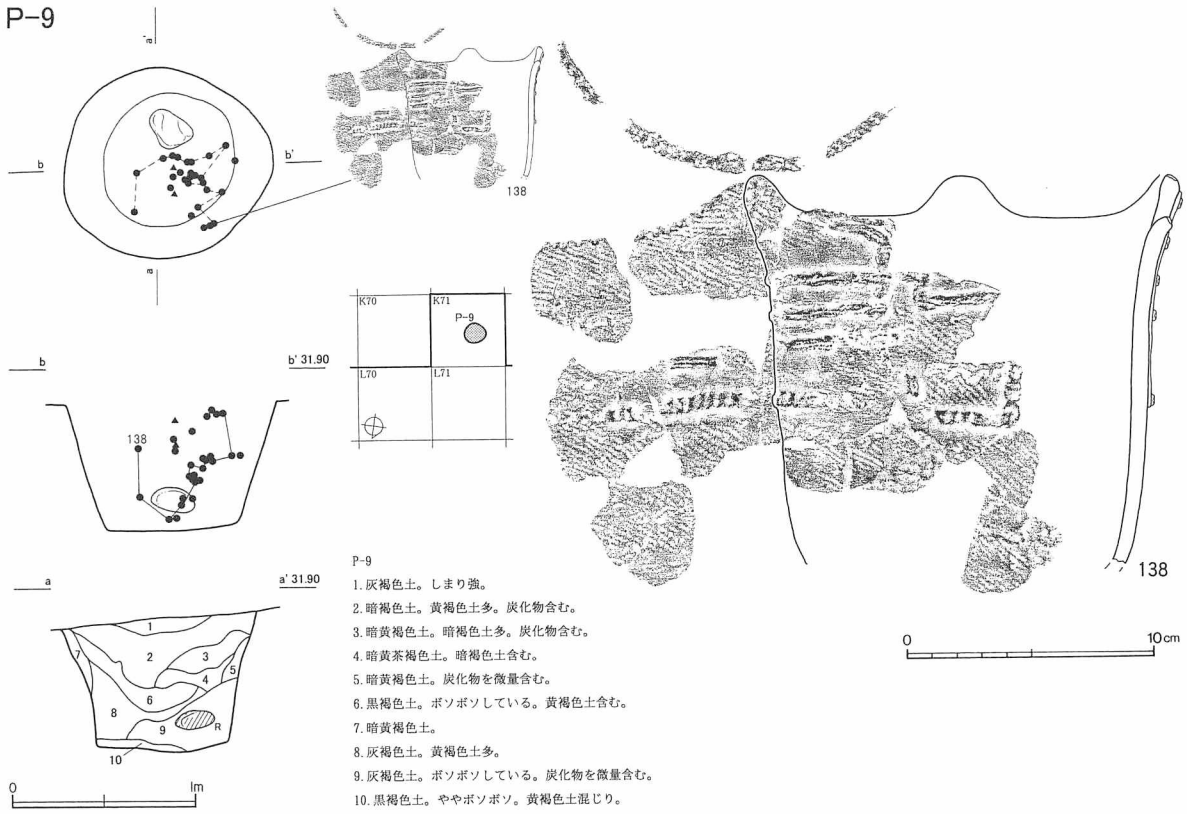 P-9
a'
b
b'
a
138
K70
K71
P-9
L70
L71
b
b' 31.90
138
a
a' 31.90
1
2
3
4
5
6
7
8
9
R
10
0
1m
P-9
1.灰褐色土。しまり強。
2.暗褐色土。黄褐色土多。炭化物含む。
3.暗黄褐色土。暗褐色土多。炭化物含む。
4.暗黄茶褐色土。暗褐色土含む。
5.暗黄褐色土。炭化物を微量含む。
6.黒褐色土。ボソボソしている。黄褐色土含む。
7.暗黄褐色土。
8.灰褐色土。黄褐色土多。
9.灰褐色土。ボソボソしている。炭化物を微量含む。
10.黒褐色土。ややボソボソ。黄褐色土混じり。
138
0
10cm